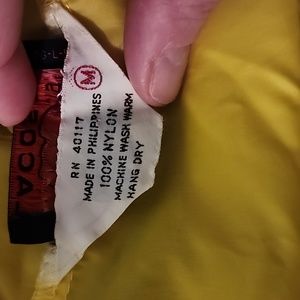 M
RN 40117
MADE IN PHILIPPINES
100% NYLON
MACHINE WASH WARM
HANG DRY